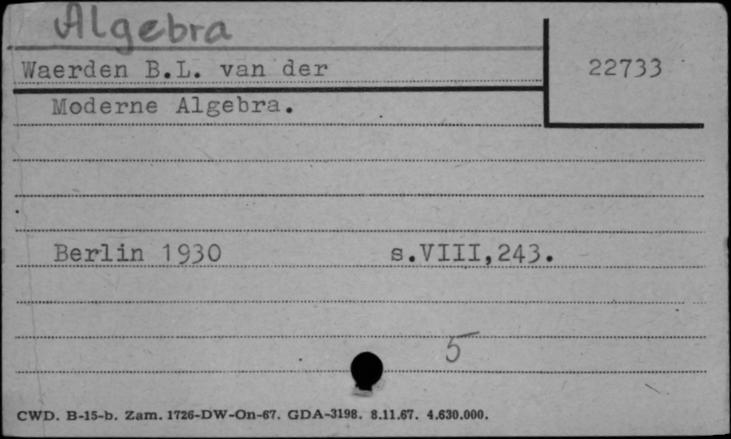 Algebra
Waerden B.L. van der
22733
Moderne Algebra.
Berlin 1930 s.VIII,243.
5
CWD. B-15-b. Zam. 1726-DW-On-67. GDA-3198. 8.11.67. 4.630.000.